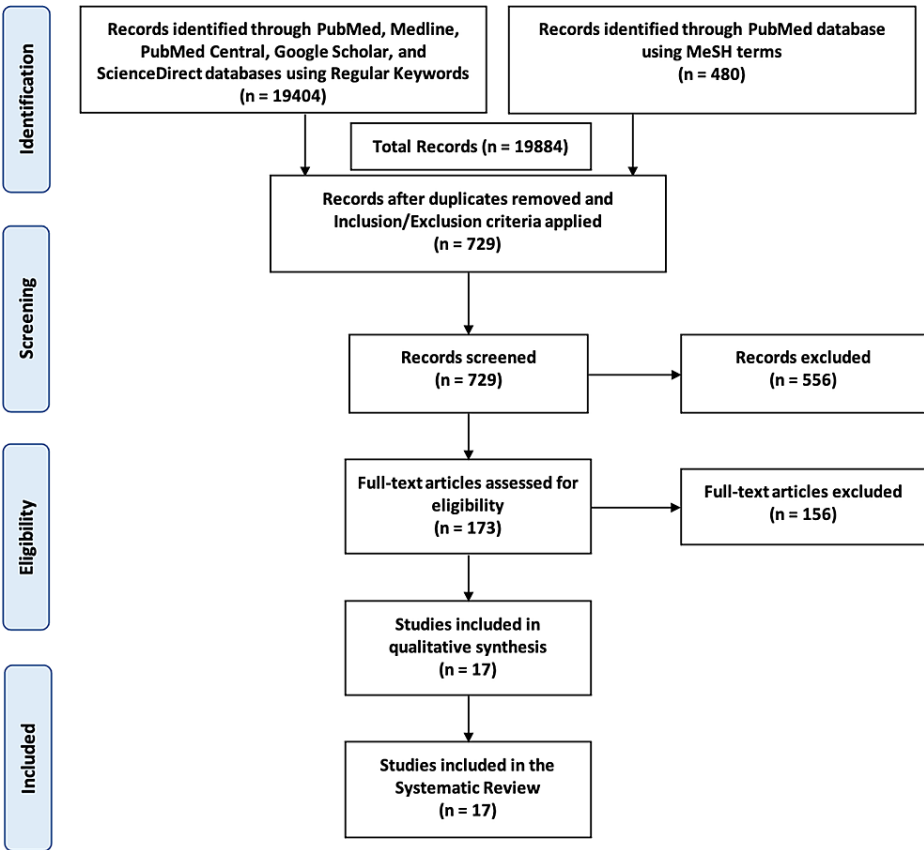 Identification
Records identified through PubMed, Medline,
PubMed Central, Google Scholar, and
ScienceDirect databases using Regular Keywords
(n = 19404)
Records identified through PubMed database
using MeSH terms
(n = 480)
Total Records (n = 19884)
Records after duplicates removed and
Inclusion/Exclusion criteria applied
(n = 729)
Screening
Records screened
(n = 729)
Records excluded
(n = 556)
Eligibility
Full-text articles assessed for
eligibility
(n = 173)
Full-text articles excluded
(n = 156)
Studies included in
qualitative synthesis
(n = 17)
Included
Studies included in the
Systematic Review
(n = 17)